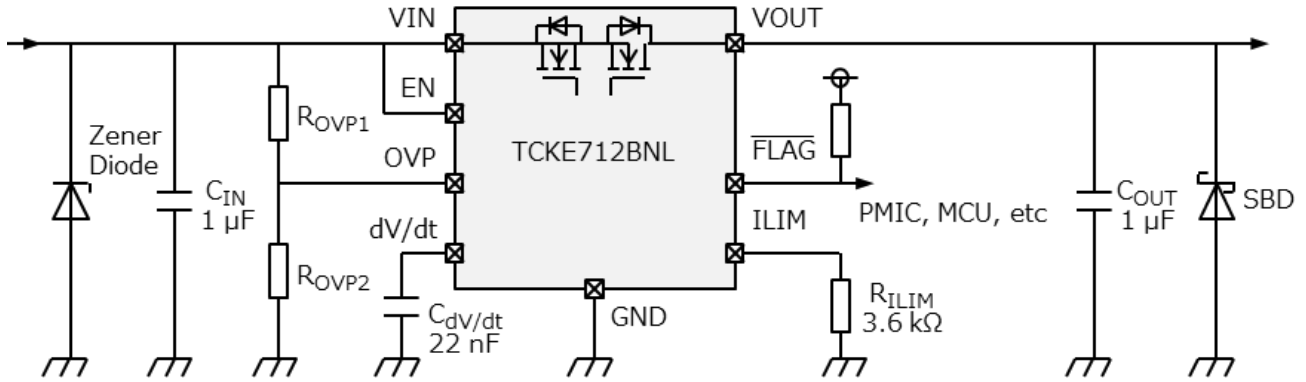 VIN
VOUT
EN
Zener
Diode
R_OVP1
TCKE712BNL
FLAG
OVP
C_IN
1 µF
C_OUT
1 µF
SBD
PMIC, MCU, etc
dV/dt
ILIM
R_OVP2
C_dV/dt
22 nF
GND
R_ILIM
3.6 kΩ